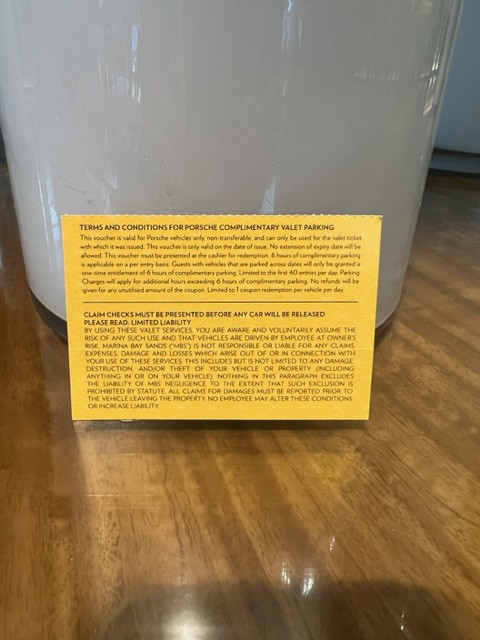 TERMS AND CONDITIONS FOR PORSCHE COMPLIMENTARY VALET PARKING
This voucher is valid for Porsche vehicles only, non-transferable, and can only be used for the valet ticket
with which it was issued. This voucher is only valid on the date of issue. No extension of expiry date will be
allowed. This voucher must be presented at the cashier for redemption. 6 hours of complimentary parking
is applicable on a per entry basis. Guests with vehicles that are parked across dates will only be granted a
one-time entitlement of 6 hours of complimentary parking. Limited to the first 40 entries per day. Parking
Charges will apply for additional hours exceeding 6 hours of complimentary parking. No refunds will be
given for any unutilised amount of the coupon. Limited to 1 coupon redemption per vehicle per day.
CLAIM CHECKS MUST BE PRESENTED BEFORE ANY CAR WILL BE RELEASED
PLEASE READ: LIMITED LIABILITY
BY USING THESE VALET SERVICES, YOU ARE AWARE AND VOLUNTARILY ASSUME THE
RISK OF ANY SUCH USE AND THAT VEHICLES ARE DRIVEN BY EMPLOYEE AT OWNER'S
RISK. MARINA BAY SANDS ("MBS") IS NOT RESPONSIBLE OR LIABLE FOR ANY CLAIMS,
EXPENSES, DAMAGE AND LOSSES WHICH ARISE OUT OF OR IN CONNECTION WITH
YOUR USE OF THESE SERVICES. THIS INCLUDES BUT IS NOT LIMITED TO ANY DAMAGE,
DESTRUCTION, AND/OR THEFT OF YOUR VEHICLE OR PROPERTY (INCLUDING
ANYTHING IN OR ON YOUR VEHICLE). NOTHING IN THIS PARAGRAPH EXCLUDES
THE LIABILITY OF MBS' NEGLIGENCE TO THE EXTENT THAT SUCH EXCLUSION IS
PROHIBITED BY STATUTE. ALL CLAIMS FOR DAMAGES MUST BE REPORTED PRIOR TO
THE VEHICLE LEAVING THE PROPERTY. NO EMPLOYEE MAY ALTER THESE CONDITIONS
OR INCREASE LIABILITY.